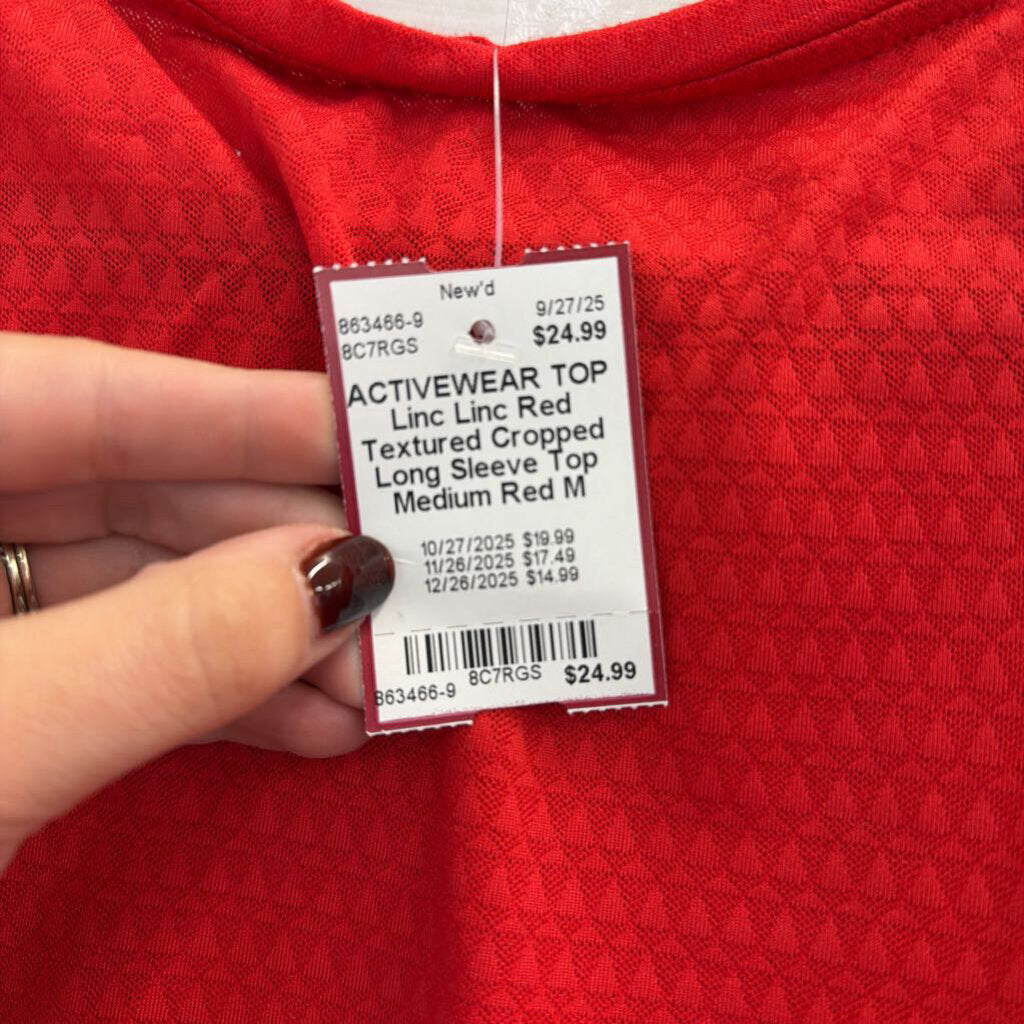 New'd
863466-9 9/27/25
8C7RGS $24.99
ACTIVEWEAR TOP
Linc Linc Red
Textured Cropped
Long Sleeve Top
Medium Red M
10/27/2025 $19.99
11/26/2025 $17.49
12/26/2025 $14.99
863466-9 8C7RGS $24.99